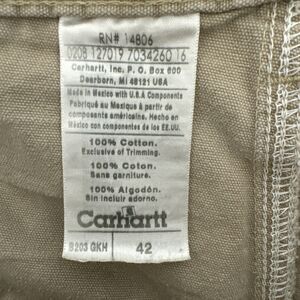 RN# 14806
0208 127019 7034260 16
Carhartt, Inc. P.O. Box 600
Dearborn, MI 48121 USA
Made in Mexico with U.S.A Components
Fabriqué au Mexique à partir de
composants américains. Hecho en
México con componentes de los EE.UU.
100% Cotton.
Exclusive of Trimming.
100% Coton.
Sans garniture.
100% Algodón.
Sin incluir adorno.
Carhartt
B203 GKH 42